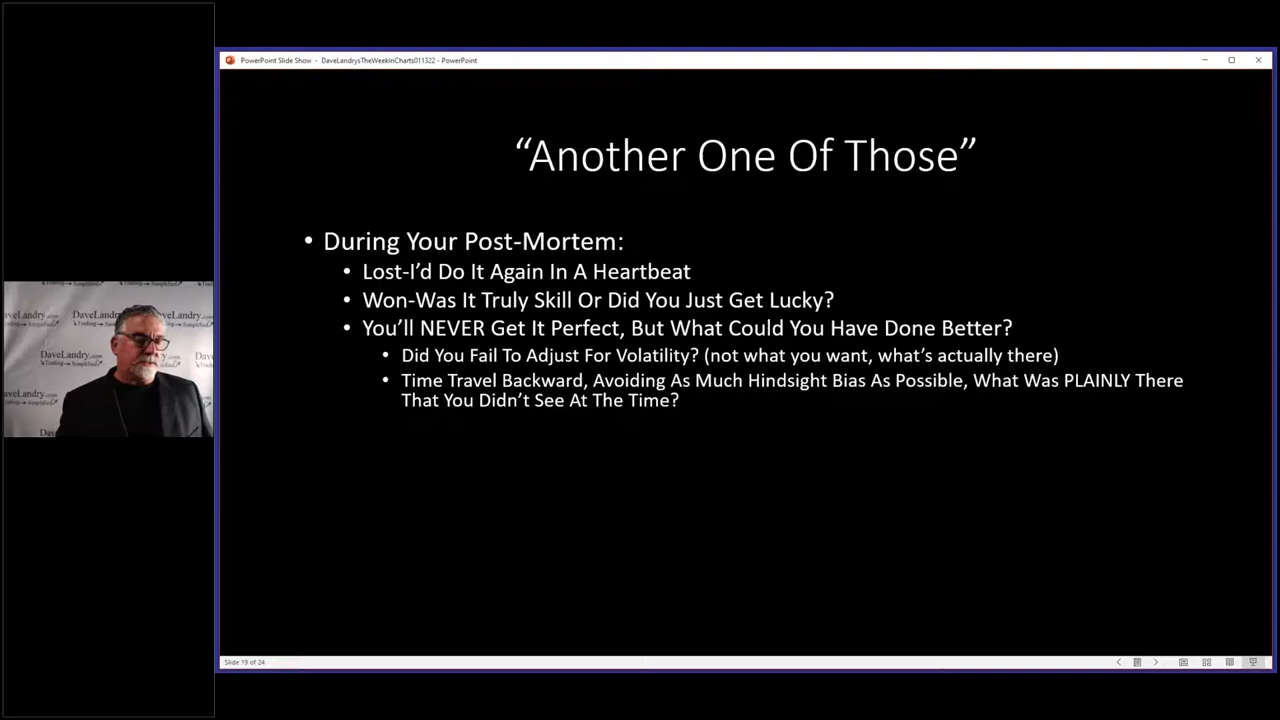 PowerPoint Slide Show - DaveLandrysTheWeekInCharts011322 - PowerPoint
“Another One Of Those”
• During Your Post-Mortem:
• Lost-I’d Do It Again In A Heartbeat
• Won-Was It Truly Skill Or Did You Just Get Lucky?
• You’ll NEVER Get It Perfect, But What Could You Have Done Better?
• Did You Fail To Adjust For Volatility? (not what you want, what’s actually there)
• Time Travel Backward, Avoiding As Much Hindsight Bias As Possible, What Was PLAINLY There
That You Didn’t See At The Time?
DaveLandry.com
Trading Simplified
Slide 19 of 24